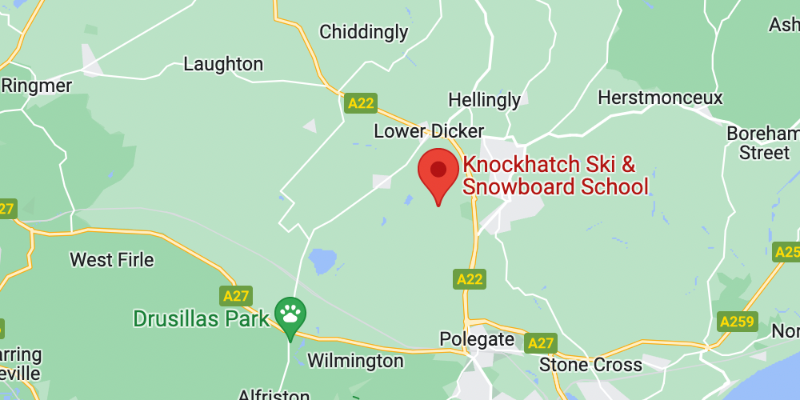 Chiddingly
Ash
Laughton
Ringmer
A22
Hellingly
Herstmonceux
Lower Dicker
Boreham
Street
Knockhatch Ski &
Snowboard School
27
West Firle
A25
A22
A27
Drusillas Park
A259
Nor
Polegate
A27
arring
eville
Wilmington
Stone Cross
Alfriston